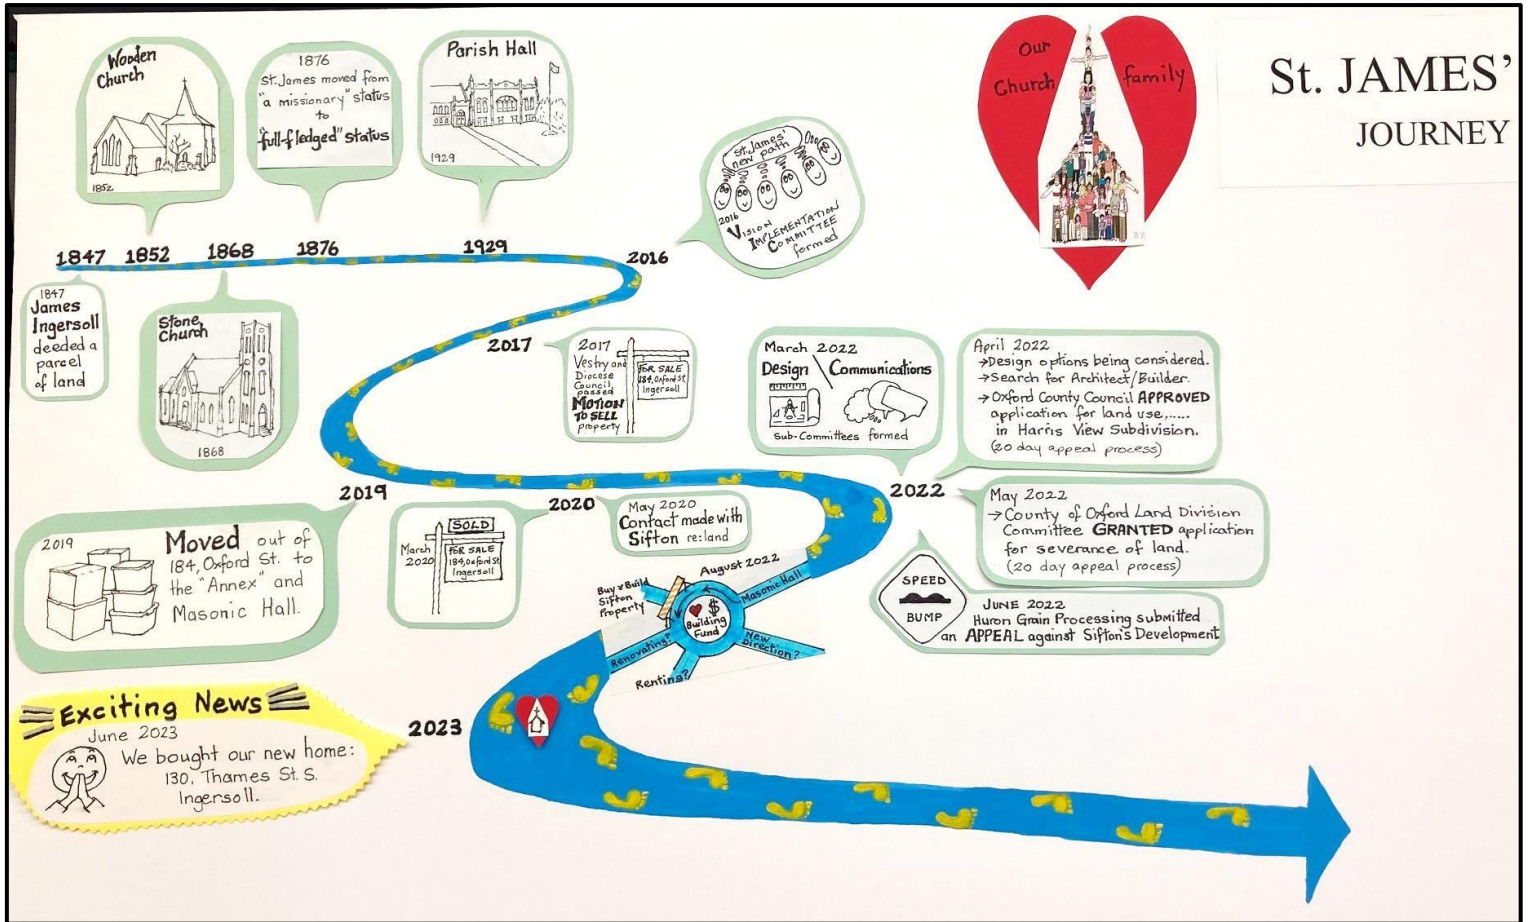 St. JAMES'
JOURNEY
Our
Church
family
Wooden
Church
1852
1876
St. James moved from
"a missionary" status
to
"full-fledged" status
Parish Hall
1929
St. James'
new path
2016
VISION
IMPLEMENTATION
COMMITTEE
formed
1847
1852
1868
1876
1929
2016
1847
James
Ingersoll
deeded a
parcel
of land
Stone
Church
1868
2017
2017
Vestry and
Diocese
Council,
passed
MOTION
TO SELL
property
FOR SALE
184, Oxford St
Ingersoll
March 2022
Design \ Communications
Sub-Committees formed
April 2022
→ Design options being considered.
→ Search for Architect/Builder.
→ Oxford County Council APPROVED
application for land use,.....
in Harris View Subdivision.
(20 day appeal process)
2019
2019
Moved out of
184, Oxford St. to
the "Annex" and
Masonic Hall.
March
2020
SOLD
FOR SALE
184, Oxford St
Ingersoll
2020
May 2020
Contact made with
Sifton re: land
2022
May 2022
→ County of Oxford Land Division
Committee GRANTED application
for severance of land.
(20 day appeal process)
SPEED
BUMP
JUNE 2022
Huron Grain Processing submitted
an APPEAL against Sifton's Development
August 2022
Buy & Build
Sifton
Property
Masonic Hall
$
Building
Fund
Renovating?
New
Direction?
Renting?
2023
Exciting News
June 2023
We bought our new home:
130, Thames St. S.
Ingersoll.